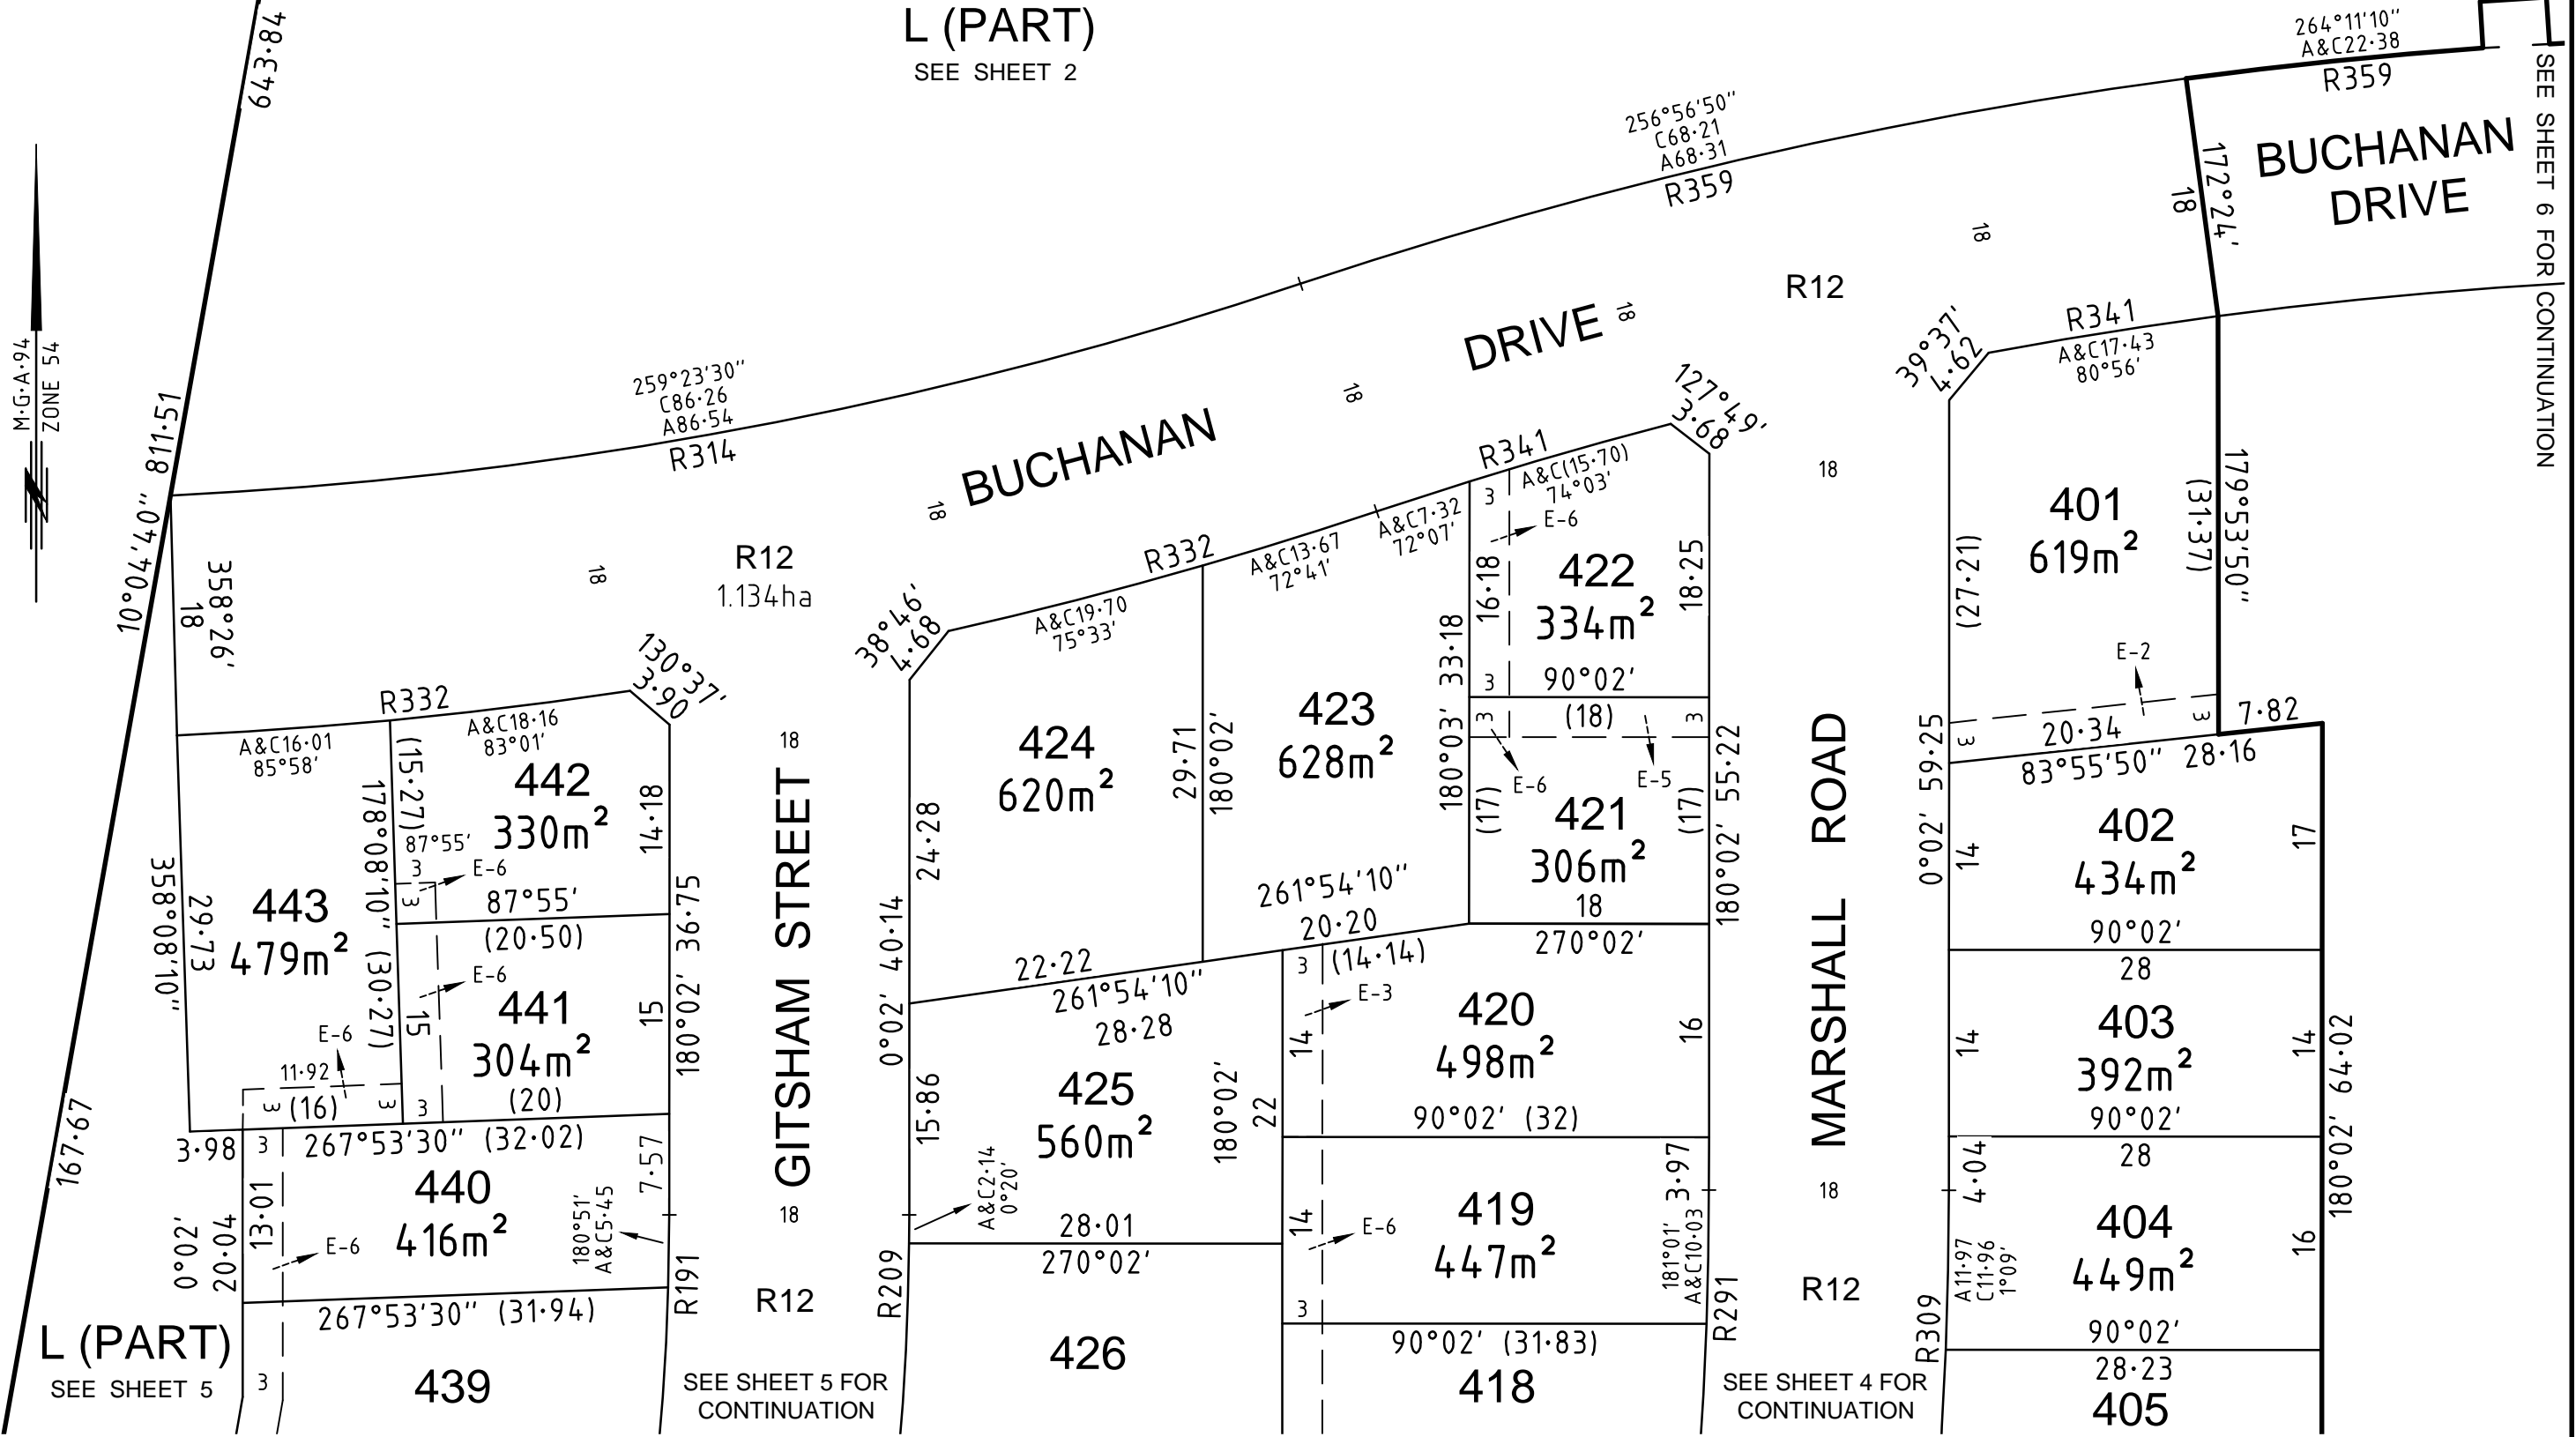 L (PART)
SEE SHEET 2
643·84
264°11'10"
A&C22·38
R359
SEE SHEET 6 FOR CONTINUATION
BUCHANAN
DRIVE
172°24'
18
256°56'50"
C68·21
A68·31
R359
18
R12
M·G·A·94
ZONE 54
10°04'40" 811·51
259°23'30"
C86·26
A86·54
R314
BUCHANAN
DRIVE
18
18
18
18
R12
1.134ha
358°26'
18
R332
A&C16·01
85°58'
A&C18·16
83°01'
130°37'
3·90
38°46'
4·68
R332
A&C19·70
75°33'
A&C13·67
72°41'
A&C7·32
72°07'
R341
A&C(15·70)
74°03'
127°49'
3·68
39°37'
4·62
R341
A&C17·43
80°56'
18
401
619m²
(27·21)
(31·37)
179°53'50"
E-2
3
3
20·34
7·82
83°55'50" 28·16
422
334m²
3
E-6
16·18
18·25
3
90°02'
(18)
3
3
E-6
E-5
421
306m²
(17)
(17)
18
270°02'
180°03' 33·18
180°02' 55·22
423
628m²
29·71
180°02'
261°54'10"
20·20
424
620m²
24·28
22·22
261°54'10"
28·28
0°02' 40·14
18
GITSHAM STREET
18
R12
442
330m²
(15·27)
87°55'
3
E-6
3
14·18
87°55'
(20·50)
178°08'10" (30·27)
443
479m²
29·73
358°08'10"
E-6
11·92
3
(16)
3
441
304m²
E-6
15
15
3
(20)
180°02' 36·75
3·98
3
267°53'30" (32·02)
7·57
440
416m²
13·01
20·04
0°02'
E-6
180°51'
A&C5·45
267°53'30" (31·94)
R191
439
3
L (PART)
SEE SHEET 5
167·67
SEE SHEET 5 FOR
CONTINUATION
425
560m²
15·86
A&C2·14
0°20'
180°02'
22
28·01
270°02'
R209
426
3
(14·14)
E-3
420
498m²
14
16
90°02' (32)
419
447m²
14
E-6
3
3·97
181°01'
A&C10·03
R291
90°02' (31·83)
418
MARSHALL ROAD
18
R12
SEE SHEET 4 FOR
CONTINUATION
0°02' 59·25
402
434m²
14
17
90°02'
28
403
392m²
14
14
90°02'
28
180°02' 64·02
404
449m²
4·04
A11·97
C11·96
1°09'
16
R309
90°02'
28·23
405